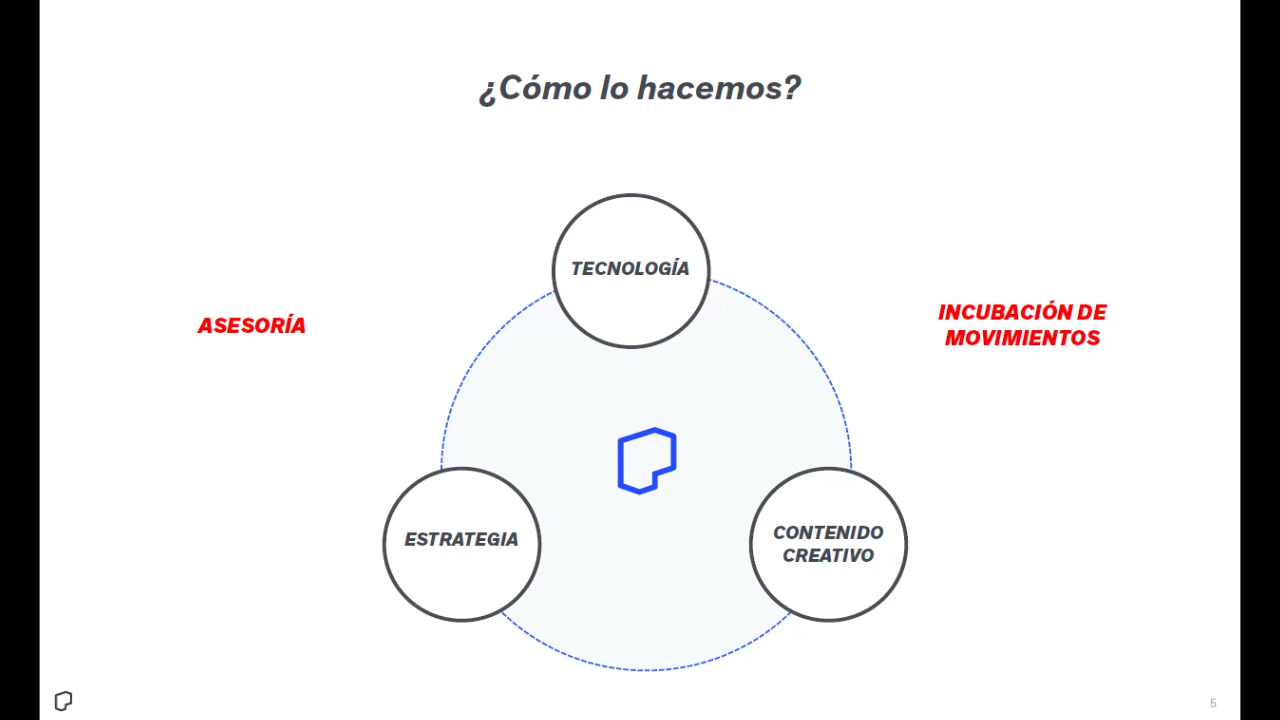 ¿Cómo lo hacemos?
TECNOLOGÍA
ASESORÍA
INCUBACIÓN DE
MOVIMIENTOS
ESTRATEGIA
CONTENIDO
CREATIVO
5